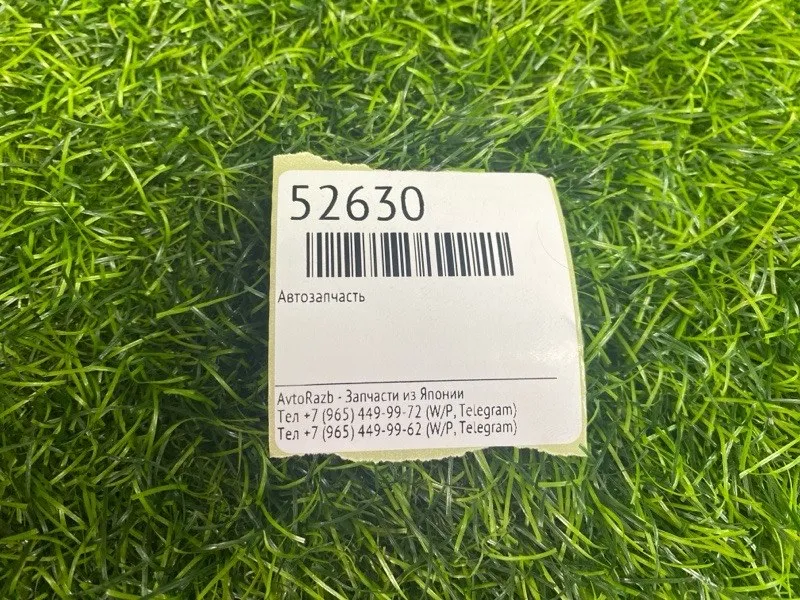 52630
Автозапчасть
AvtoRazb - Запчасти из Японии
Тел +7 (965) 449-99-72 (W/P, Telegram)
Тел +7 (965) 449-99-62 (W/P, Telegram)